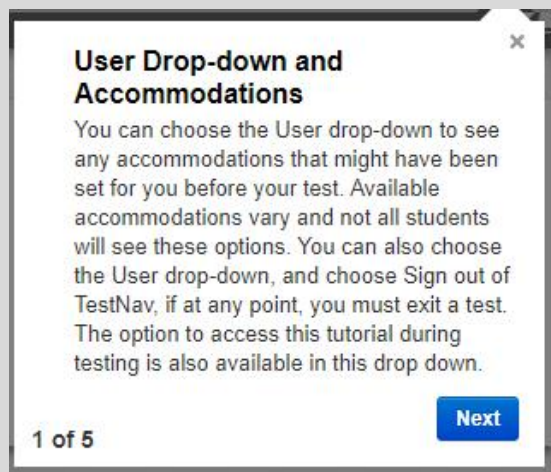 ×
User Drop-down and
Accommodations
You can choose the User drop-down to see
any accommodations that might have been
set for you before your test. Available
accommodations vary and not all students
will see these options. You can also choose
the User drop-down, and choose Sign out of
TestNav, if at any point, you must exit a test.
The option to access this tutorial during
testing is also available in this drop down.
Next
1 of 5